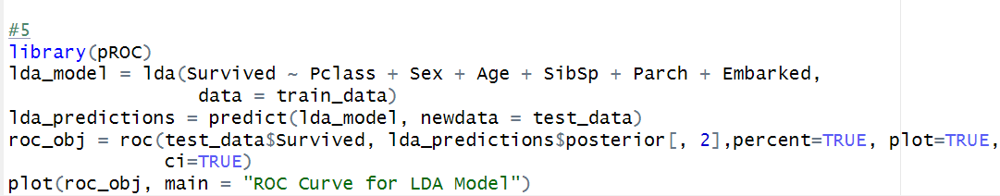 #5
library(pROC)
lda_model = lda(Survived ~ Pclass + Sex + Age + SibSp + Parch + Embarked,
                data = train_data)
lda_predictions = predict(lda_model, newdata = test_data)
roc_obj = roc(test_data$Survived, lda_predictions$posterior[, 2],percent=TRUE, plot=TRUE,
              ci=TRUE)
plot(roc_obj, main = "ROC Curve for LDA Model")